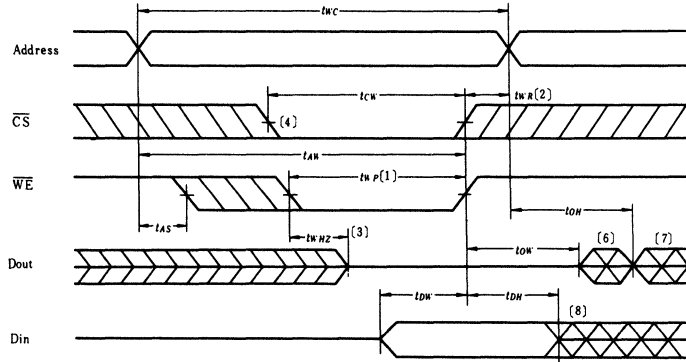 tWC
Address
tCW
tWR(2)
CS
(4)
tAW
WE
tWP(1)
tAS
tOH
tWHZ
(3)
tOW
(6)
(7)
Dout
tDW
tDH
(8)
Din